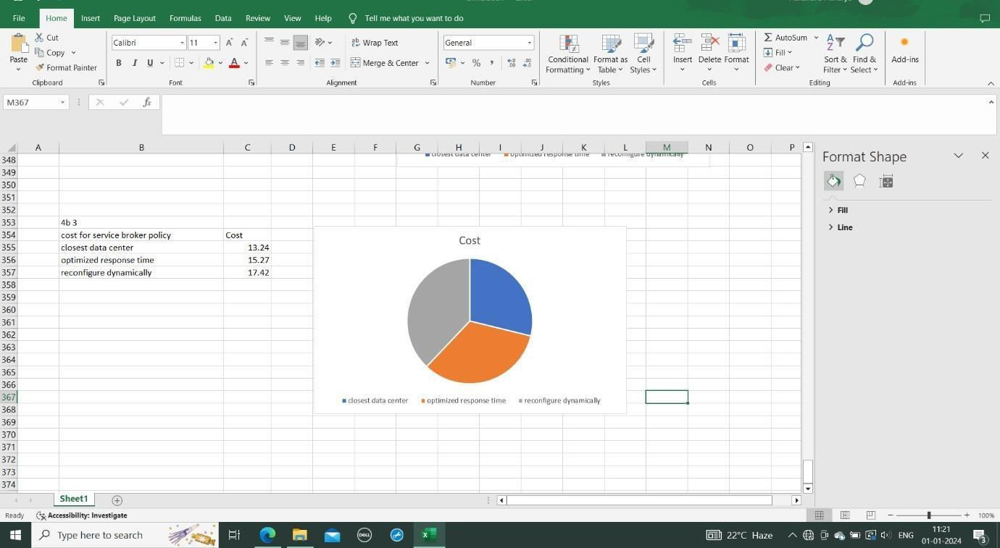 File Home Insert Page Layout Formulas Data Review View Help Tell me what you want to do
Cut
Copy
Format Painter
Paste
Clipboard
Calibri 11
B I U
Font
Wrap Text
Merge & Center
Alignment
General
%
Number
Conditional Formatting
Format as Table
Cell Styles
Styles
Insert Delete Format
Cells
AutoSum
Fill
Clear
Sort & Filter
Find & Select
Editing
Add-ins
Add-ins
M367
fx
A B C D E F G H I J K L M N O P
348
closest data center optimized response time reconfigure dynamically
349
350
351
352
353 4b 3
354 cost for service broker policy Cost
355 closest data center 13.24
356 optimized response time 15.27
357 reconfigure dynamically 17.42
358
359
360
361
362
363
364
365
366
367
368
369
370
371
372
373
374
Cost
closest data center optimized response time reconfigure dynamically
Format Shape
Fill
Line
Sheet1
Ready Accessibility: Investigate
100%
Type here to search
DELL
22°C Haze
ENG
11:21
01-01-2024
3